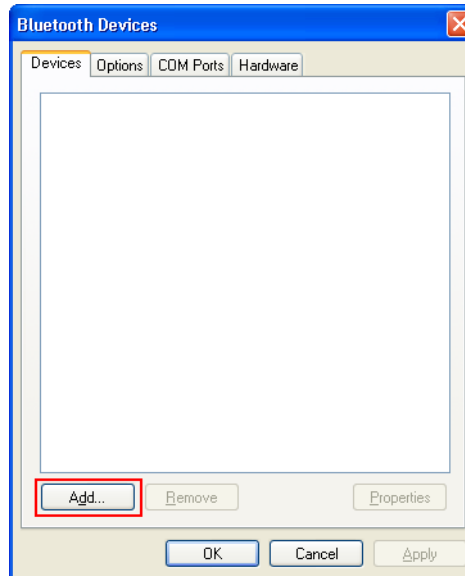 Bluetooth Devices
Devices Options COM Ports Hardware
Add... Remove Properties
OK Cancel Apply